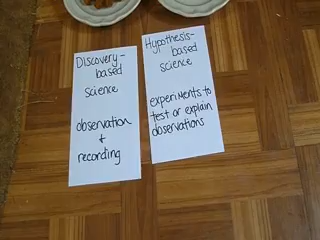 Discovery-
based
science
observation
+
recording
Hypothesis-
based
science
experiments to
test or explain
observations